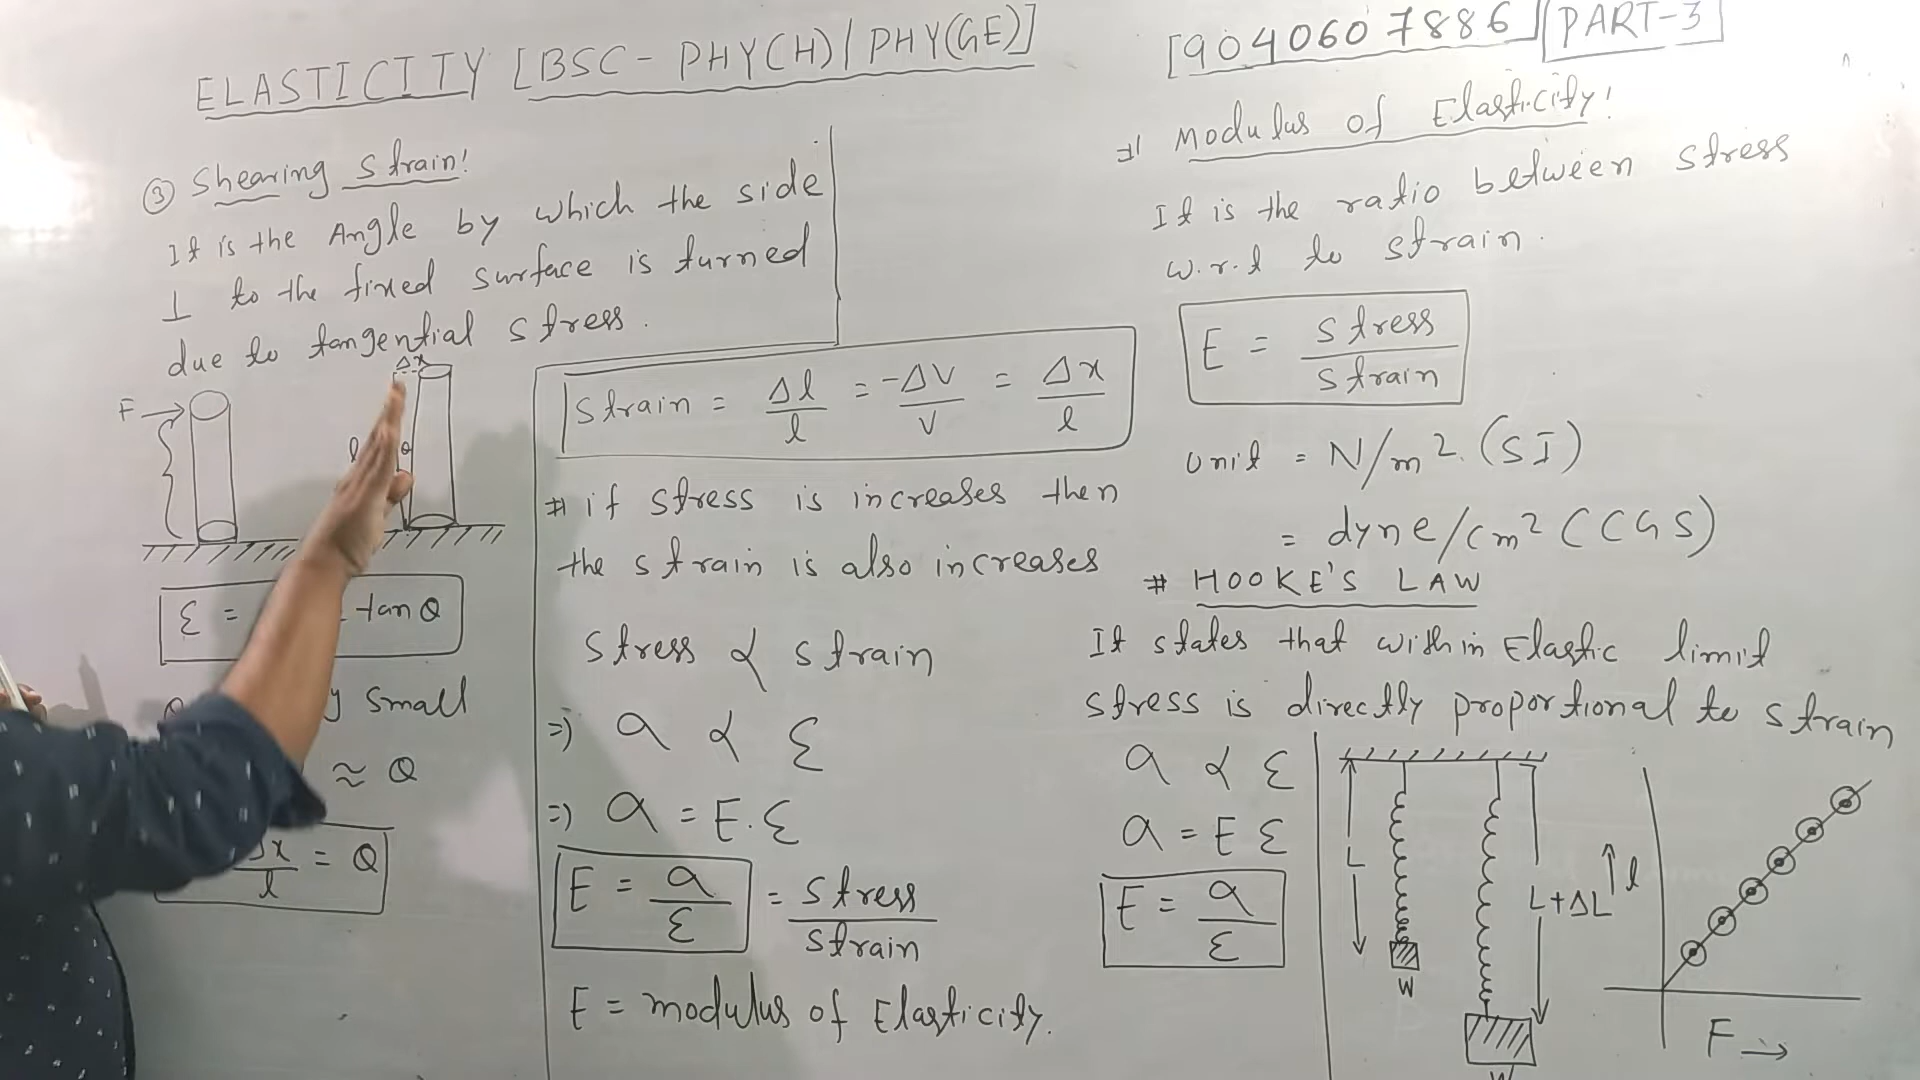 ELASTICITY [BSC - PHY(H)/PHY(GE)]
[9040607886] [PART-3]
③ Shearing Strain!
It is the Angle by which the side
⊥ to the fixed surface is turned
due to tangential stress.
F →
Δx
l
θ
ε =
tan θ
small
≈ θ
Δx/l = θ
Strain = Δl/l = -ΔV/V = Δx/l
# if stress is increases then
the strain is also increases
Stress ∝ strain
=> σ ∝ ε
=> σ = E.ε
E = σ/ε = stress/strain
E = modulus of Elasticity.
# Modulus of Elasticity!
It is the ratio between stress
w.r.t to strain.
E = stress/strain
Unit = N/m². (SI)
= dyne/cm² (CGS)
# HOOKE'S LAW
It states that within Elastic limit
stress is directly proportional to strain
σ ∝ ε
σ = E ε
E = σ/ε
L
W
L+ΔL
W
↑ l
F →